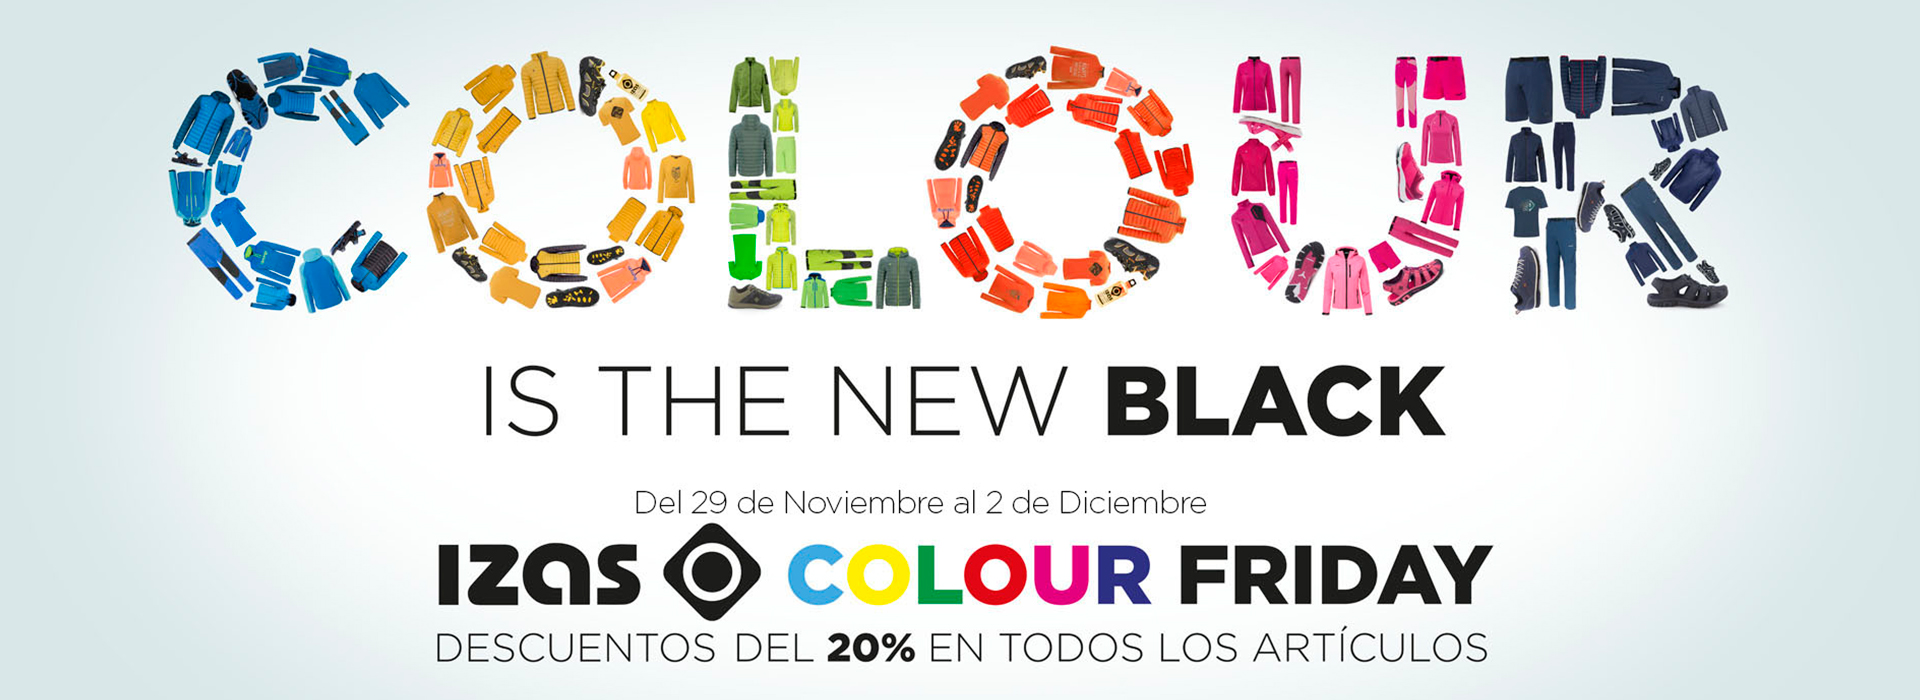 COLOUR
IS THE NEW BLACK
Del 29 de Noviembre al 2 de Diciembre
IZAS COLOUR FRIDAY
DESCUENTOS DEL 20% EN TODOS LOS ARTÍCULOS